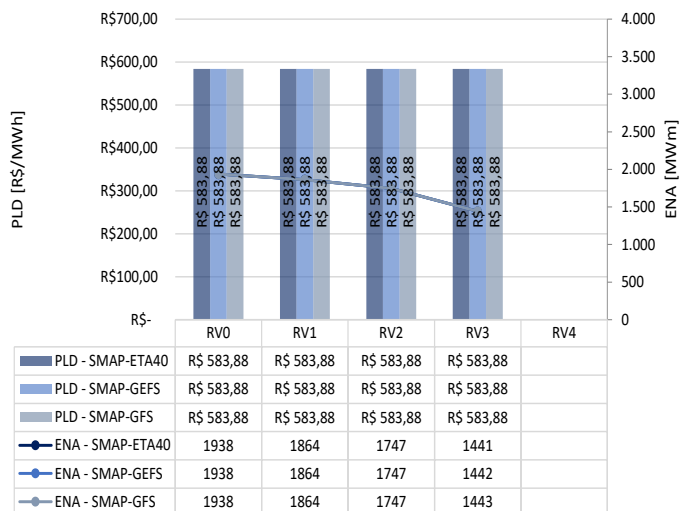 R$700,00
R$600,00
R$500,00
R$400,00
R$300,00
R$200,00
R$100,00
R$-
PLD [R$/MWh]
4.000
3.500
3.000
2.500
2.000
1.500
1.000
500
0
ENA [MWm]
R$ 583,88
R$ 583,88
R$ 583,88
R$ 583,88
R$ 583,88
R$ 583,88
R$ 583,88
R$ 583,88
R$ 583,88
R$ 583,88
R$ 583,88
R$ 583,88
RV0 RV1 RV2 RV3 RV4
PLD - SMAP-ETA40 R$ 583,88 R$ 583,88 R$ 583,88 R$ 583,88
PLD - SMAP-GEFS R$ 583,88 R$ 583,88 R$ 583,88 R$ 583,88
PLD - SMAP-GFS R$ 583,88 R$ 583,88 R$ 583,88 R$ 583,88
ENA - SMAP-ETA40 1938 1864 1747 1441
ENA - SMAP-GEFS 1938 1864 1747 1442
ENA - SMAP-GFS 1938 1864 1747 1443